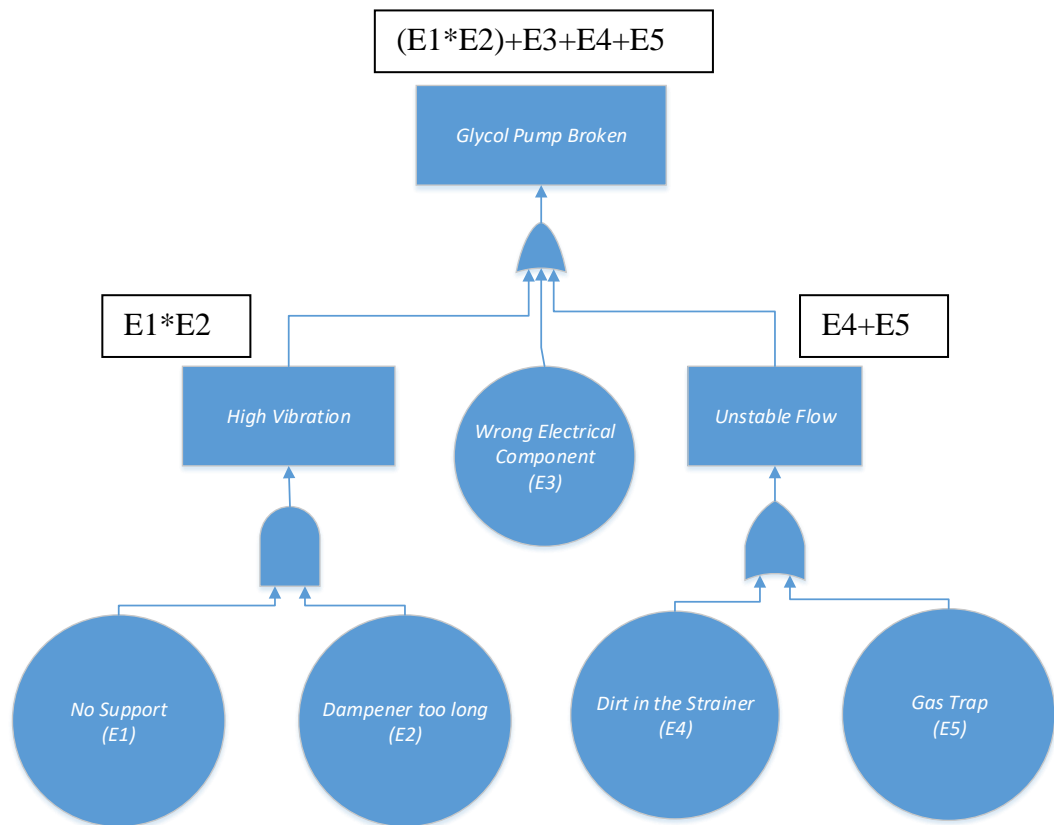 (E1*E2)+E3+E4+E5
Glycol Pump Broken
E1*E2
E4+E5
High Vibration
Wrong Electrical
Component
(E3)
Unstable Flow
No Support
(E1)
Dampener too long
(E2)
Dirt in the Strainer
(E4)
Gas Trap
(E5)